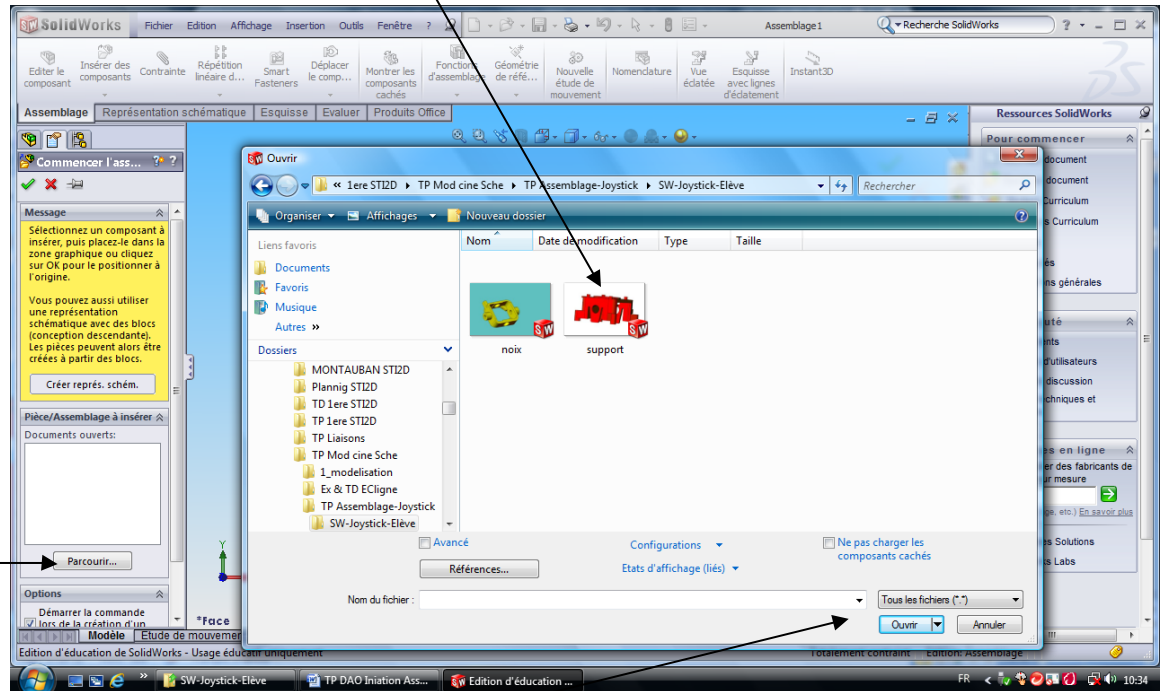 SolidWorks Fichier Edition Affichage Insertion Outils Fenêtre ? Assemblage1 Recherche SolidWorks ?
Editer le composant
Insérer des composants
Contrainte
Répétition linéaire d...
Smart Fasteners
Déplacer le comp...
Montrer les composants cachés
Fonctions d'assemblage
Géométrie de réfé...
Nouvelle étude de mouvement
Nomenclature
Vue éclatée
Esquisse avec lignes d'éclatement
Instant3D
Assemblage Représentation schématique Esquisse Evaluer Produits Office
Commencer l'ass... ? ?
Message
Sélectionnez un composant à
insérer, puis placez-le dans la
zone graphique ou cliquez
sur OK pour le positionner à
l'origine.
Vous pouvez aussi utiliser
une représentation
schématique avec des blocs
(conception descendante).
Les pièces peuvent alors être
créées à partir des blocs.
Créer représ. schém.
Pièce/Assemblage à insérer
Documents ouverts:
Parcourir...
Options
Démarrer la commande
lors de la création d'un
Ouvrir
« 1ere STI2D TP Mod cine Sche TP Assemblage-Joystick SW-Joystick-Elève
Rechercher
Organiser Affichages Nouveau dossier
Liens favoris
Documents
Favoris
Musique
Autres »
Dossiers
MONTAUBAN STI2D
Plannig STI2D
TD 1ere STI2D
TP 1ere STI2D
TP Liaisons
TP Mod cine Sche
1_modelisation
Ex & TD ECligne
TP Assemblage-Joystick
SW-Joystick-Elève
Nom Date de modification Type Taille
SW SW
noix support
Avancé Configurations Ne pas charger les composants cachés
Références... Etats d'affichage (liés)
Nom du fichier : Tous les fichiers (*.*)
Ouvrir Annuler
Ressources SolidWorks
Pour commencer
document
document
Curriculum
s Curriculum
és
ns générales
uté
nts
d'utilisateurs
discussion
chniques et
es en ligne
er des fabricants de
ur mesure
ge, etc.) En savoir plus
s Solutions
s Labs
Y
*Face
Modèle Etude de mouvemer
Edition d'éducation de SolidWorks - Usage éducatif uniquement Totalement contraint Edition: Assemblage
» SW-Joystick-Elève TP DAO Iniation Ass... Edition d'éducation ... FR 10:34